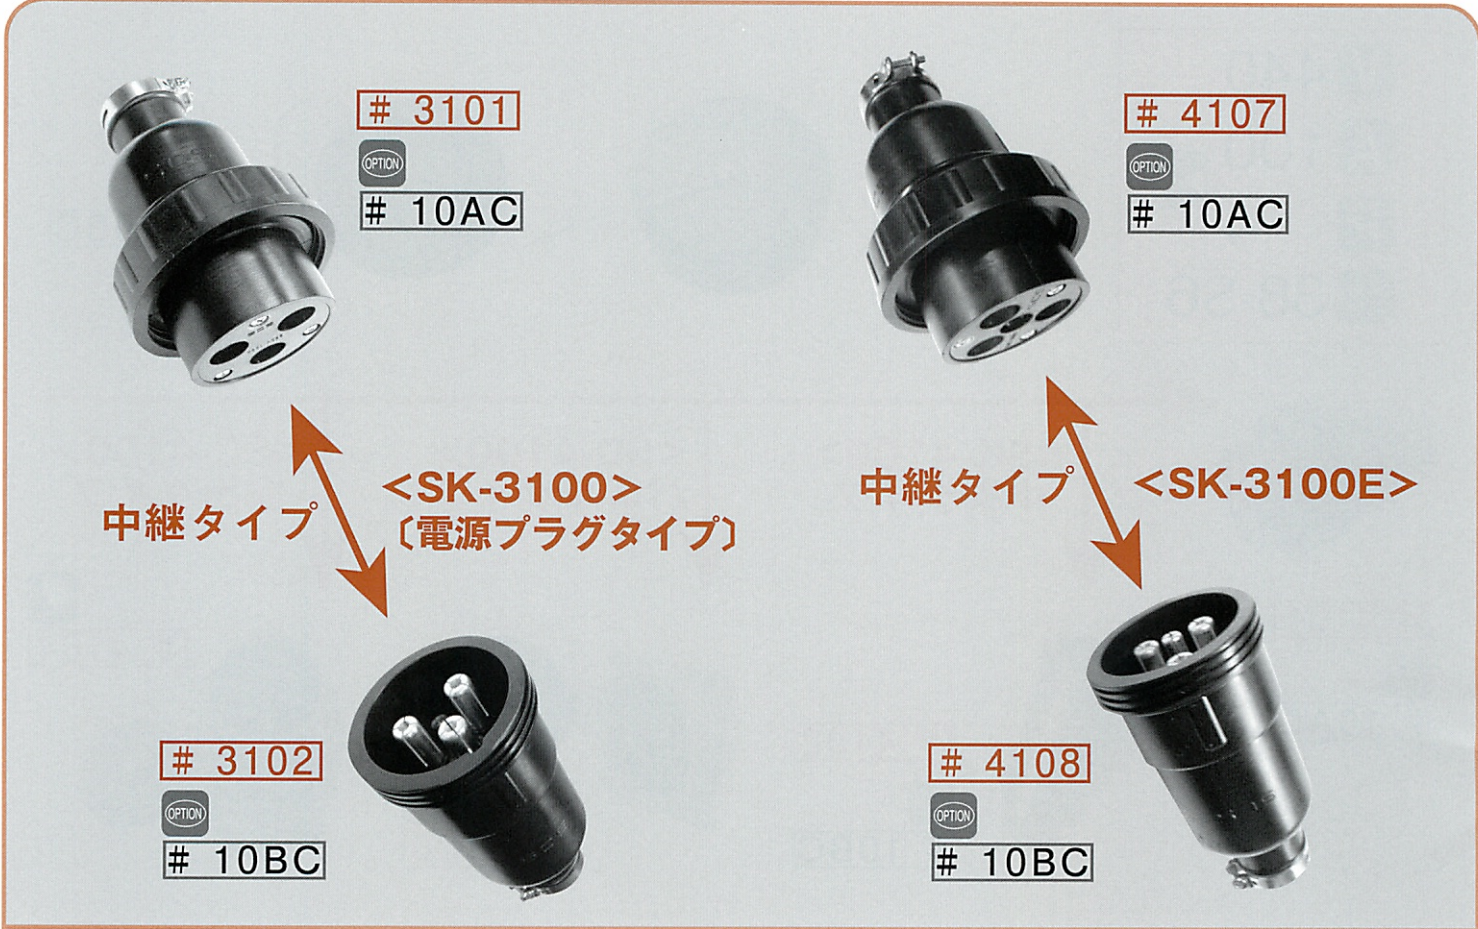 # 3101
OPTION
# 10AC
中継タイプ
<SK-3100>
〔電源プラグタイプ〕
# 3102
OPTION
# 10BC
# 4107
OPTION
# 10AC
中継タイプ
<SK-3100E>
# 4108
OPTION
# 10BC